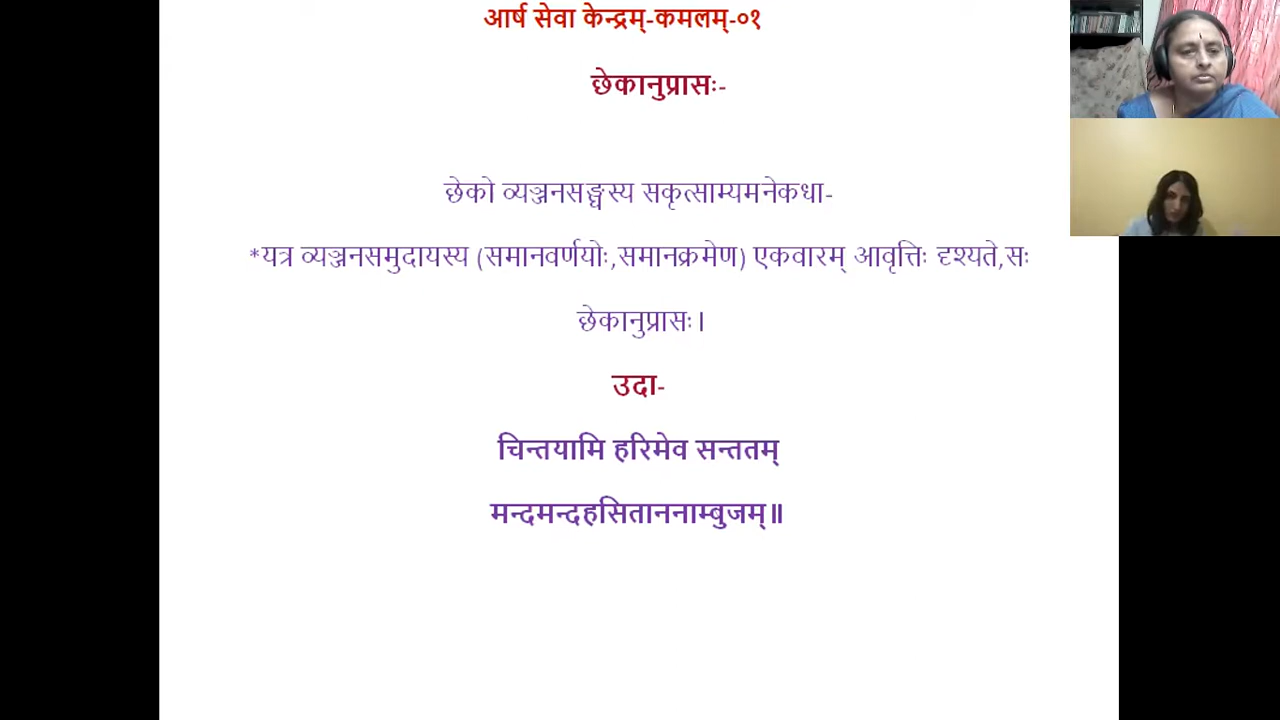 आर्ष सेवा केन्द्रम्-कमलम्-०१
छेकानुप्रासः-
छेको व्यञ्जनसङ्घस्य सकृत्साम्यमनेकधा-
*यत्र व्यञ्जनसमुदायस्य (समानवर्णयोः,समानक्रमेण) एकवारम् आवृत्तिः दृश्यते,सः
छेकानुप्रासः।
उदा-
चिन्तयामि हरिमेव सन्ततम्
मन्दमन्दहसिताननाम्बुजम्॥